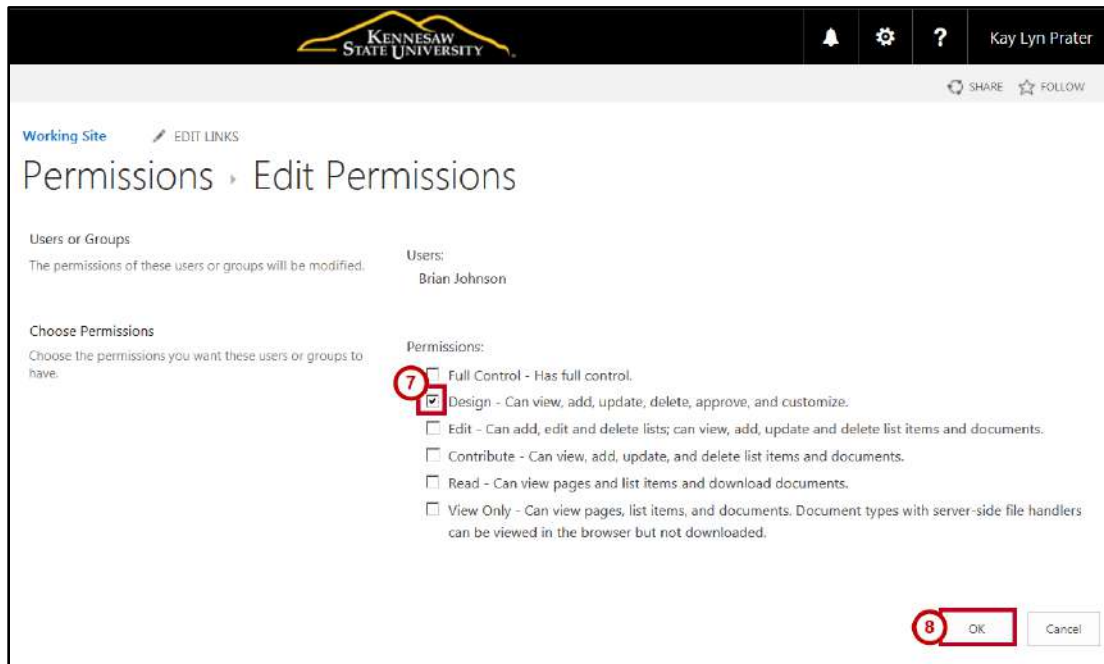 KENNESAW
STATE UNIVERSITY
? Kay Lyn Prater
SHARE FOLLOW
Working Site EDIT LINKS
Permissions Edit Permissions
Users or Groups
The permissions of these users or groups will be modified.
Users:
Brian Johnson
Choose Permissions
Choose the permissions you want these users or groups to
have.
Permissions:
Full Control - Has full control.
7
Design - Can view, add, update, delete, approve, and customize.
Edit - Can add, edit and delete lists; can view, add, update and delete list items and documents.
Contribute - Can view, add, update, and delete list items and documents.
Read - Can view pages and list items and download documents.
View Only - Can view pages, list items, and documents. Document types with server-side file handlers
can be viewed in the browser but not downloaded.
8 OK Cancel